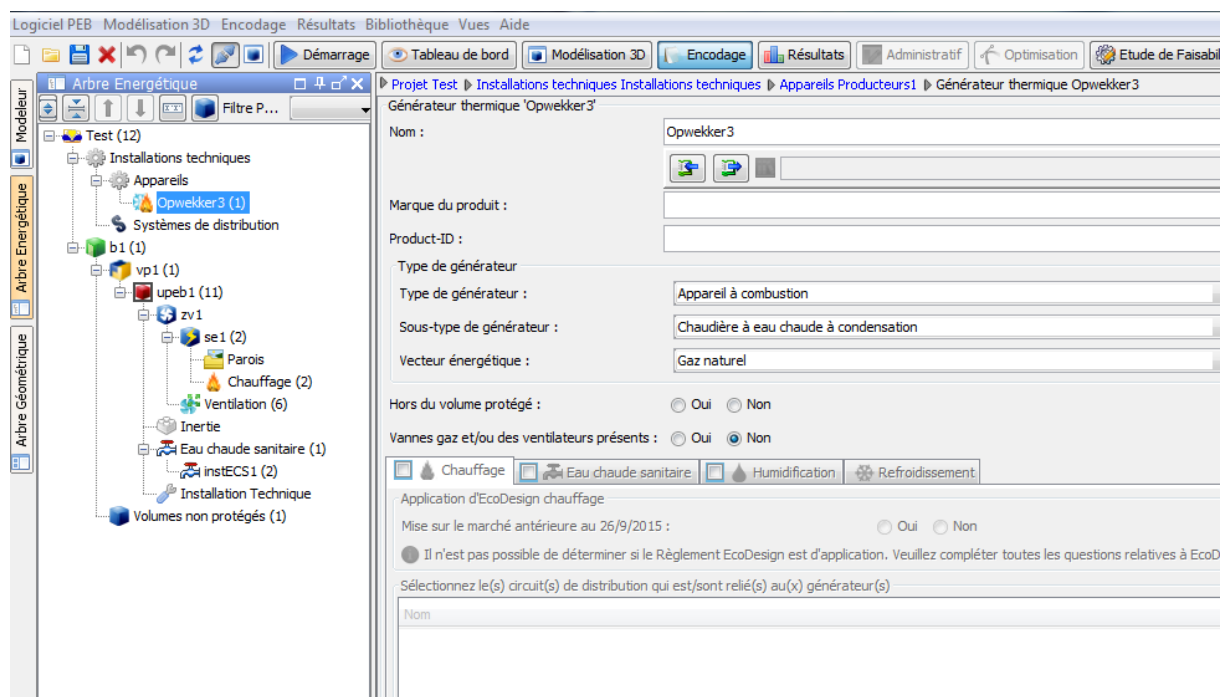 Logiciel PEB Modélisation 3D Encodage Résultats Bibliothèque Vues Aide
Démarrage Tableau de bord Modélisation 3D Encodage Résultats Administratif Optimisation Etude de Faisabi
Modeleur
Arbre Energétique
Arbre Géométrique
Arbre Energétique
Filtre P...
Test (12)
Installations techniques
Appareils
Opwekker3 (1)
Systèmes de distribution
b1 (1)
vp1 (1)
upeb1 (11)
zv1
se1 (2)
Parois
Chauffage (2)
Ventilation (6)
Inertie
Eau chaude sanitaire (1)
instECS1 (2)
Installation Technique
Volumes non protégés (1)
Projet Test Installations techniques Installations techniques Appareils Producteurs1 Générateur thermique Opwekker3
Générateur thermique 'Opwekker3'
Nom : Opwekker3
Marque du produit :
Product-ID :
Type de générateur
Type de générateur : Appareil à combustion
Sous-type de générateur : Chaudière à eau chaude à condensation
Vecteur énergétique : Gaz naturel
Hors du volume protégé : Oui Non
Vannes gaz et/ou des ventilateurs présents : Oui Non
Chauffage Eau chaude sanitaire Humidification Refroidissement
Application d'EcoDesign chauffage
Mise sur le marché antérieure au 26/9/2015 : Oui Non
Il n'est pas possible de déterminer si le Règlement EcoDesign est d'application. Veuillez compléter toutes les questions relatives à EcoD
Sélectionnez le(s) circuit(s) de distribution qui est/sont relié(s) au(x) générateur(s)
Nom